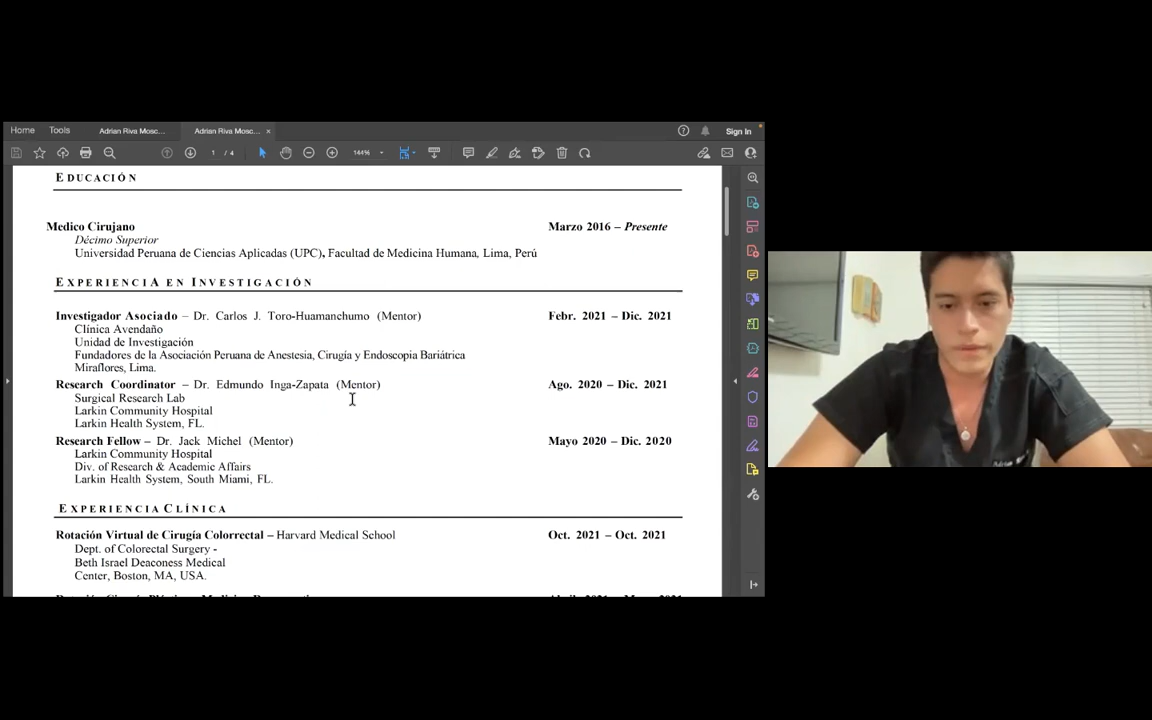 Home Tools Adrian Riva Mosc... Adrian Riva Mosc... × Sign In
1 / 4 144%
EDUCACIÓN
Medico Cirujano Marzo 2016 – Presente
Décimo Superior
Universidad Peruana de Ciencias Aplicadas (UPC), Facultad de Medicina Humana, Lima, Perú
EXPERIENCIA EN INVESTIGACIÓN
Investigador Asociado – Dr. Carlos J. Toro-Huamanchumo (Mentor) Febr. 2021 – Dic. 2021
Clínica Avendaño
Unidad de Investigación
Fundadores de la Asociación Peruana de Anestesia, Cirugía y Endoscopia Bariátrica
Miraflores, Lima.
Research Coordinator – Dr. Edmundo Inga-Zapata (Mentor) Ago. 2020 – Dic. 2021
Surgical Research Lab
Larkin Community Hospital
Larkin Health System, FL.
Research Fellow – Dr. Jack Michel (Mentor) Mayo 2020 – Dic. 2020
Larkin Community Hospital
Div. of Research & Academic Affairs
Larkin Health System, South Miami, FL.
EXPERIENCIA CLÍNICA
Rotación Virtual de Cirugía Colorrectal – Harvard Medical School Oct. 2021 – Oct. 2021
Dept. of Colorectal Surgery -
Beth Israel Deaconess Medical
Center, Boston, MA, USA.